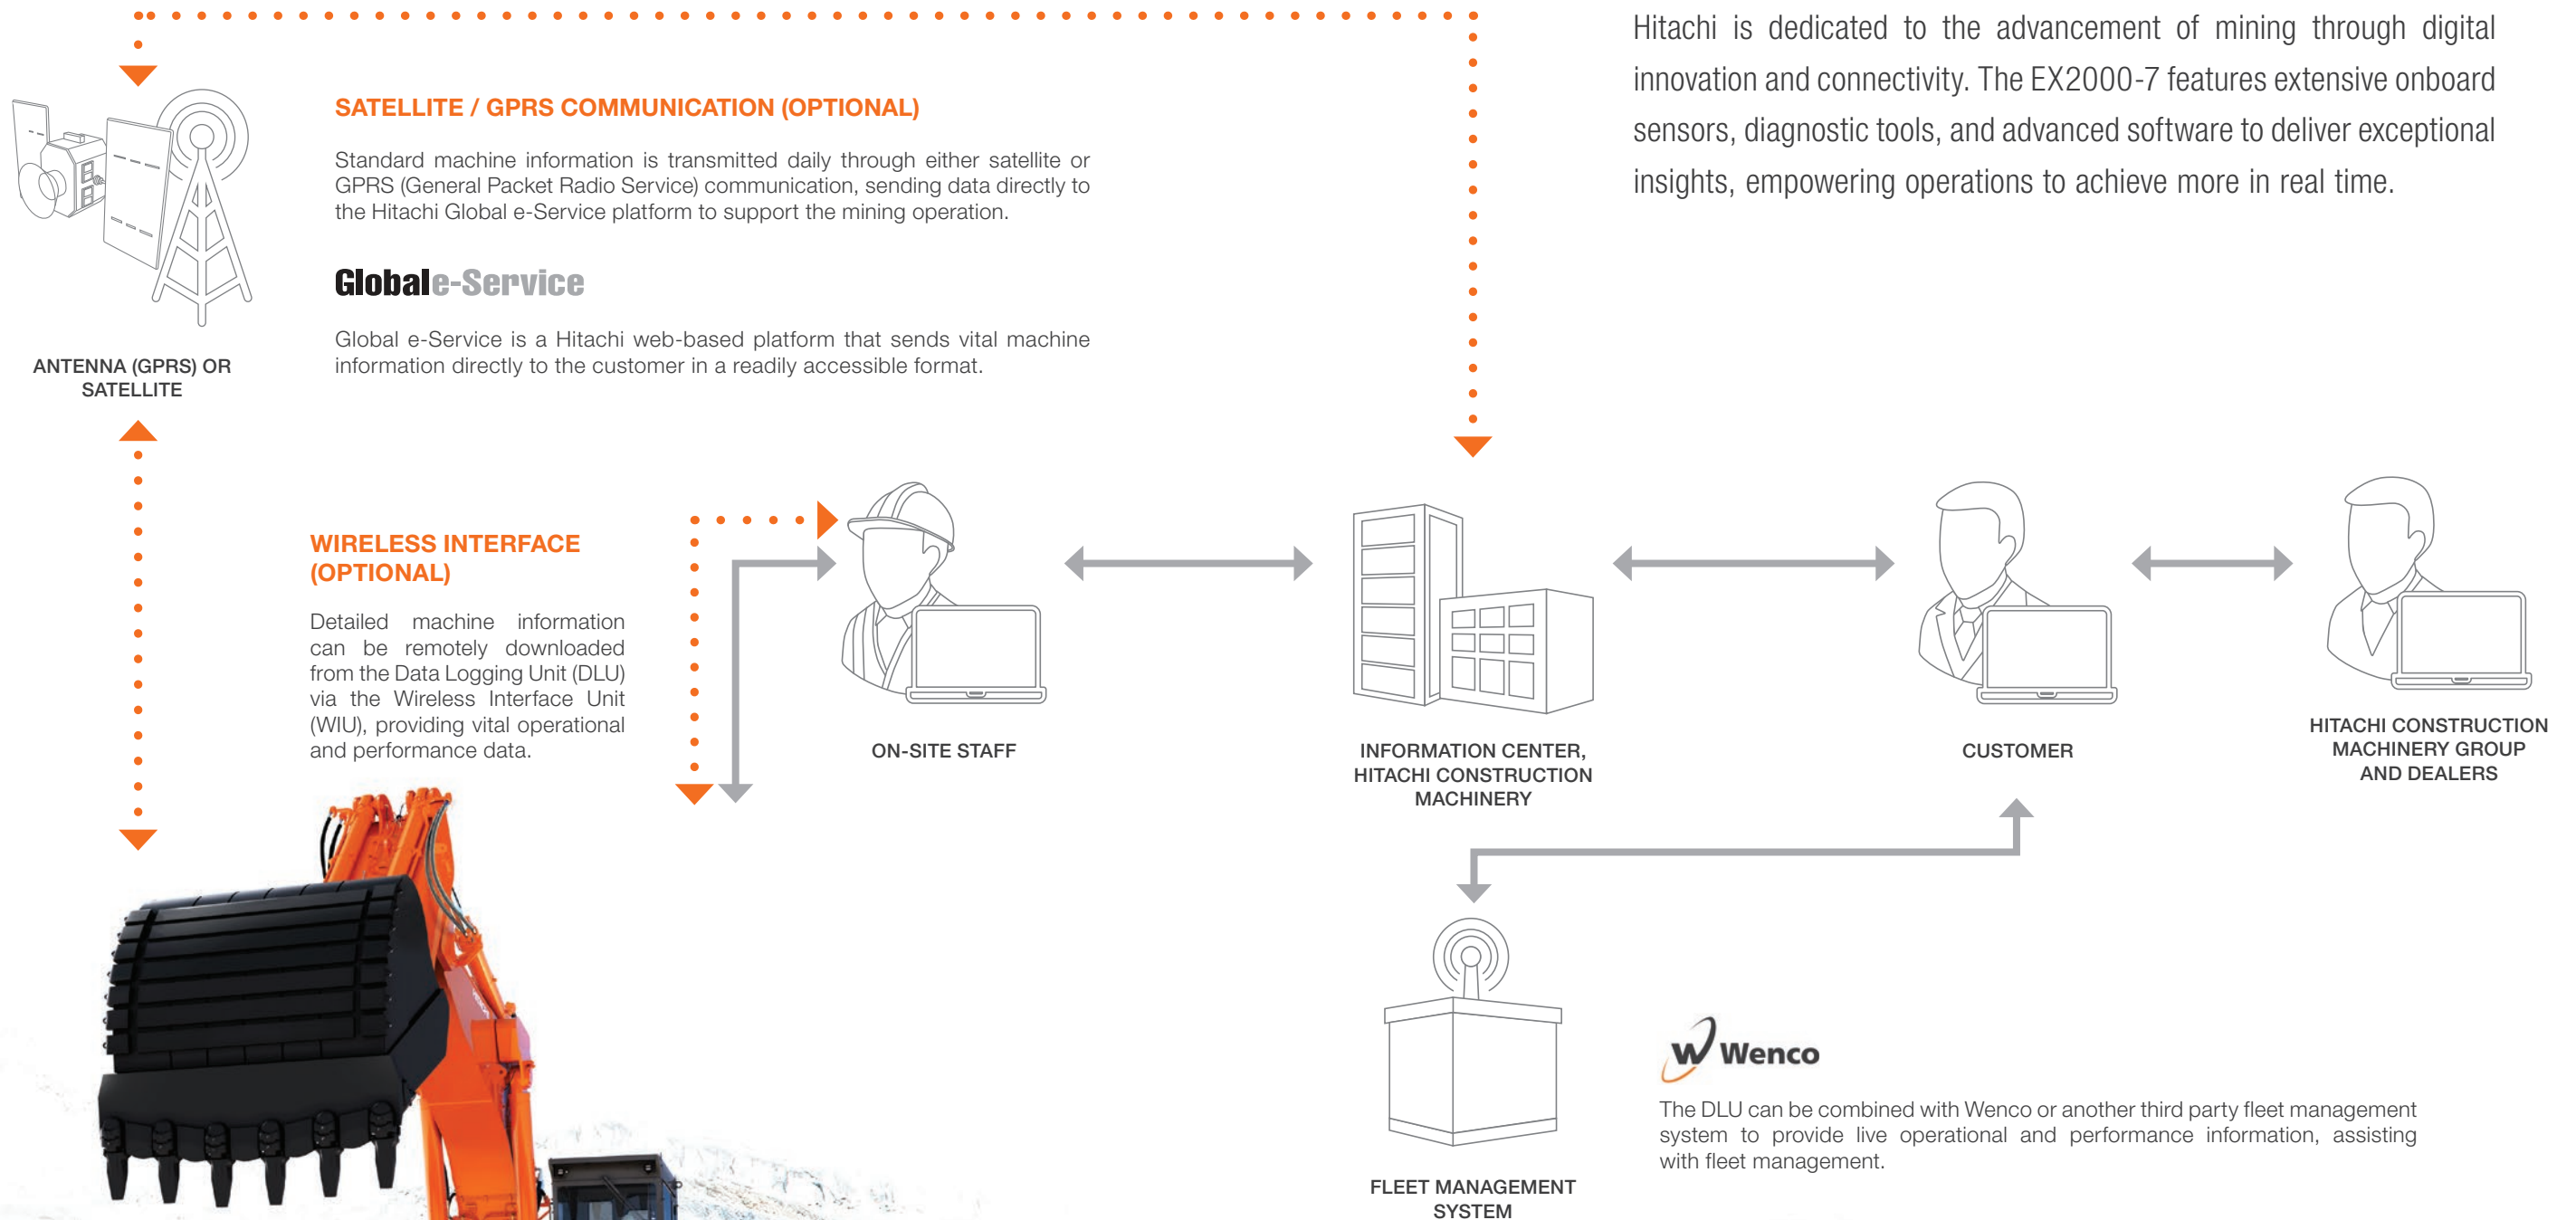 Hitachi is dedicated to the advancement of mining through digital
innovation and connectivity. The EX2000-7 features extensive onboard
sensors, diagnostic tools, and advanced software to deliver exceptional
insights, empowering operations to achieve more in real time.
SATELLITE / GPRS COMMUNICATION (OPTIONAL)
Standard machine information is transmitted daily through either satellite or
GPRS (General Packet Radio Service) communication, sending data directly to
the Hitachi Global e-Service platform to support the mining operation.
Globale-Service
Global e-Service is a Hitachi web-based platform that sends vital machine
information directly to the customer in a readily accessible format.
ANTENNA (GPRS) OR
SATELLITE
WIRELESS INTERFACE
(OPTIONAL)
Detailed machine information
can be remotely downloaded
from the Data Logging Unit (DLU)
via the Wireless Interface Unit
(WIU), providing vital operational
and performance data.
ON-SITE STAFF
INFORMATION CENTER,
HITACHI CONSTRUCTION
MACHINERY
CUSTOMER
HITACHI CONSTRUCTION
MACHINERY GROUP
AND DEALERS
FLEET MANAGEMENT
SYSTEM
W Wenco
The DLU can be combined with Wenco or another third party fleet management
system to provide live operational and performance information, assisting
with fleet management.